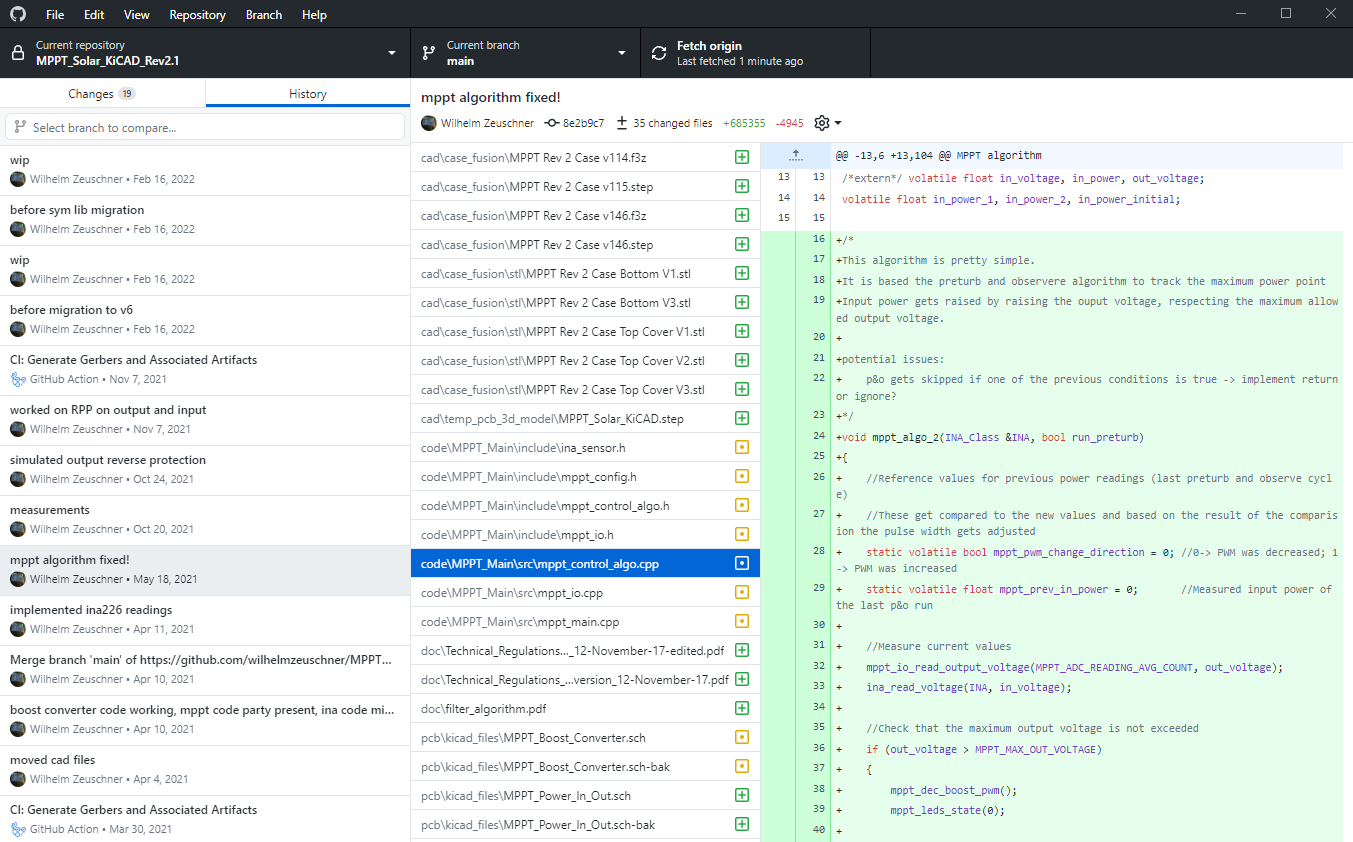 File Edit View Repository Branch Help
Current repository
MPPT_Solar_KiCAD_Rev2.1
Current branch
main
Fetch origin
Last fetched 1 minute ago
Changes 19
History
Select branch to compare...
wip
Wilhelm Zeuschner • Feb 16, 2022
before sym lib migration
Wilhelm Zeuschner • Feb 16, 2022
wip
Wilhelm Zeuschner • Feb 16, 2022
before migration to v6
Wilhelm Zeuschner • Feb 16, 2022
CI: Generate Gerbers and Associated Artifacts
GitHub Action • Nov 7, 2021
worked on RPP on output and input
Wilhelm Zeuschner • Nov 7, 2021
simulated output reverse protection
Wilhelm Zeuschner • Oct 24, 2021
measurements
Wilhelm Zeuschner • Oct 20, 2021
mppt algorithm fixed!
Wilhelm Zeuschner • May 18, 2021
implemented ina226 readings
Wilhelm Zeuschner • Apr 11, 2021
Merge branch 'main' of https://github.com/wilhelmzeuschner/MPPT...
Wilhelm Zeuschner • Apr 10, 2021
boost converter code working, mppt code party present, ina code mi...
Wilhelm Zeuschner • Apr 10, 2021
moved cad files
Wilhelm Zeuschner • Apr 4, 2021
CI: Generate Gerbers and Associated Artifacts
GitHub Action • Mar 30, 2021
mppt algorithm fixed!
Wilhelm Zeuschner 8e2b9c7 35 changed files +685355 -4945
cad\case_fusion\MPPT Rev 2 Case v114.f3z
cad\case_fusion\MPPT Rev 2 Case v115.step
cad\case_fusion\MPPT Rev 2 Case v146.f3z
cad\case_fusion\MPPT Rev 2 Case v146.step
cad\case_fusion\stl\MPPT Rev 2 Case Bottom V1.stl
cad\case_fusion\stl\MPPT Rev 2 Case Bottom V3.stl
cad\case_fusion\stl\MPPT Rev 2 Case Top Cover V1.stl
cad\case_fusion\stl\MPPT Rev 2 Case Top Cover V2.stl
cad\case_fusion\stl\MPPT Rev 2 Case Top Cover V3.stl
cad\temp_pcb_3d_model\MPPT_Solar_KiCAD.step
code\MPPT_Main\include\ina_sensor.h
code\MPPT_Main\include\mppt_config.h
code\MPPT_Main\include\mppt_control_algo.h
code\MPPT_Main\include\mppt_io.h
code\MPPT_Main\src\mppt_control_algo.cpp
code\MPPT_Main\src\mppt_io.cpp
code\MPPT_Main\src\mppt_main.cpp
doc\Technical_Regulations..._12-November-17-edited.pdf
doc\Technical_Regulations_...version_12-November-17.pdf
doc\filter_algorithm.pdf
pcb\kicad_files\MPPT_Boost_Converter.sch
pcb\kicad_files\MPPT_Boost_Converter.sch-bak
pcb\kicad_files\MPPT_Power_In_Out.sch
pcb\kicad_files\MPPT_Power_In_Out.sch-bak
@@ -13,6 +13,104 @@ MPPT algorithm
13 13 /*extern*/ volatile float in_voltage, in_power, out_voltage;
14 14 volatile float in_power_1, in_power_2, in_power_initial;
15 15
16 +/*
17 +This algorithm is pretty simple.
18 +It is based the preturb and observere algorithm to track the maximum power point
19 +Input power gets raised by raising the ouput voltage, respecting the maximum allow
ed output voltage.
20 +
21 +potential issues:
22 + p&o gets skipped if one of the previous conditions is true -> implement return
or ignore?
23 +*/
24 +void mppt_algo_2(INA_Class &INA, bool run_preturb)
25 +{
26 + //Reference values for previous power readings (last preturb and observe cycl
e)
27 + //These get compared to the new values and based on the result of the comparis
ion the pulse width gets adjusted
28 + static volatile bool mppt_pwm_change_direction = 0; //0-> PWM was decreased; 1
-> PWM was increased
29 + static volatile float mppt_prev_in_power = 0; //Measured input power of
the last p&o run
30 +
31 + //Measure current values
32 + mppt_io_read_output_voltage(MPPT_ADC_READING_AVG_COUNT, out_voltage);
33 + ina_read_voltage(INA, in_voltage);
34 +
35 + //Check that the maximum output voltage is not exceeded
36 + if (out_voltage > MPPT_MAX_OUT_VOLTAGE)
37 + {
38 + mppt_dec_boost_pwm();
39 + mppt_leds_state(0);
40 +